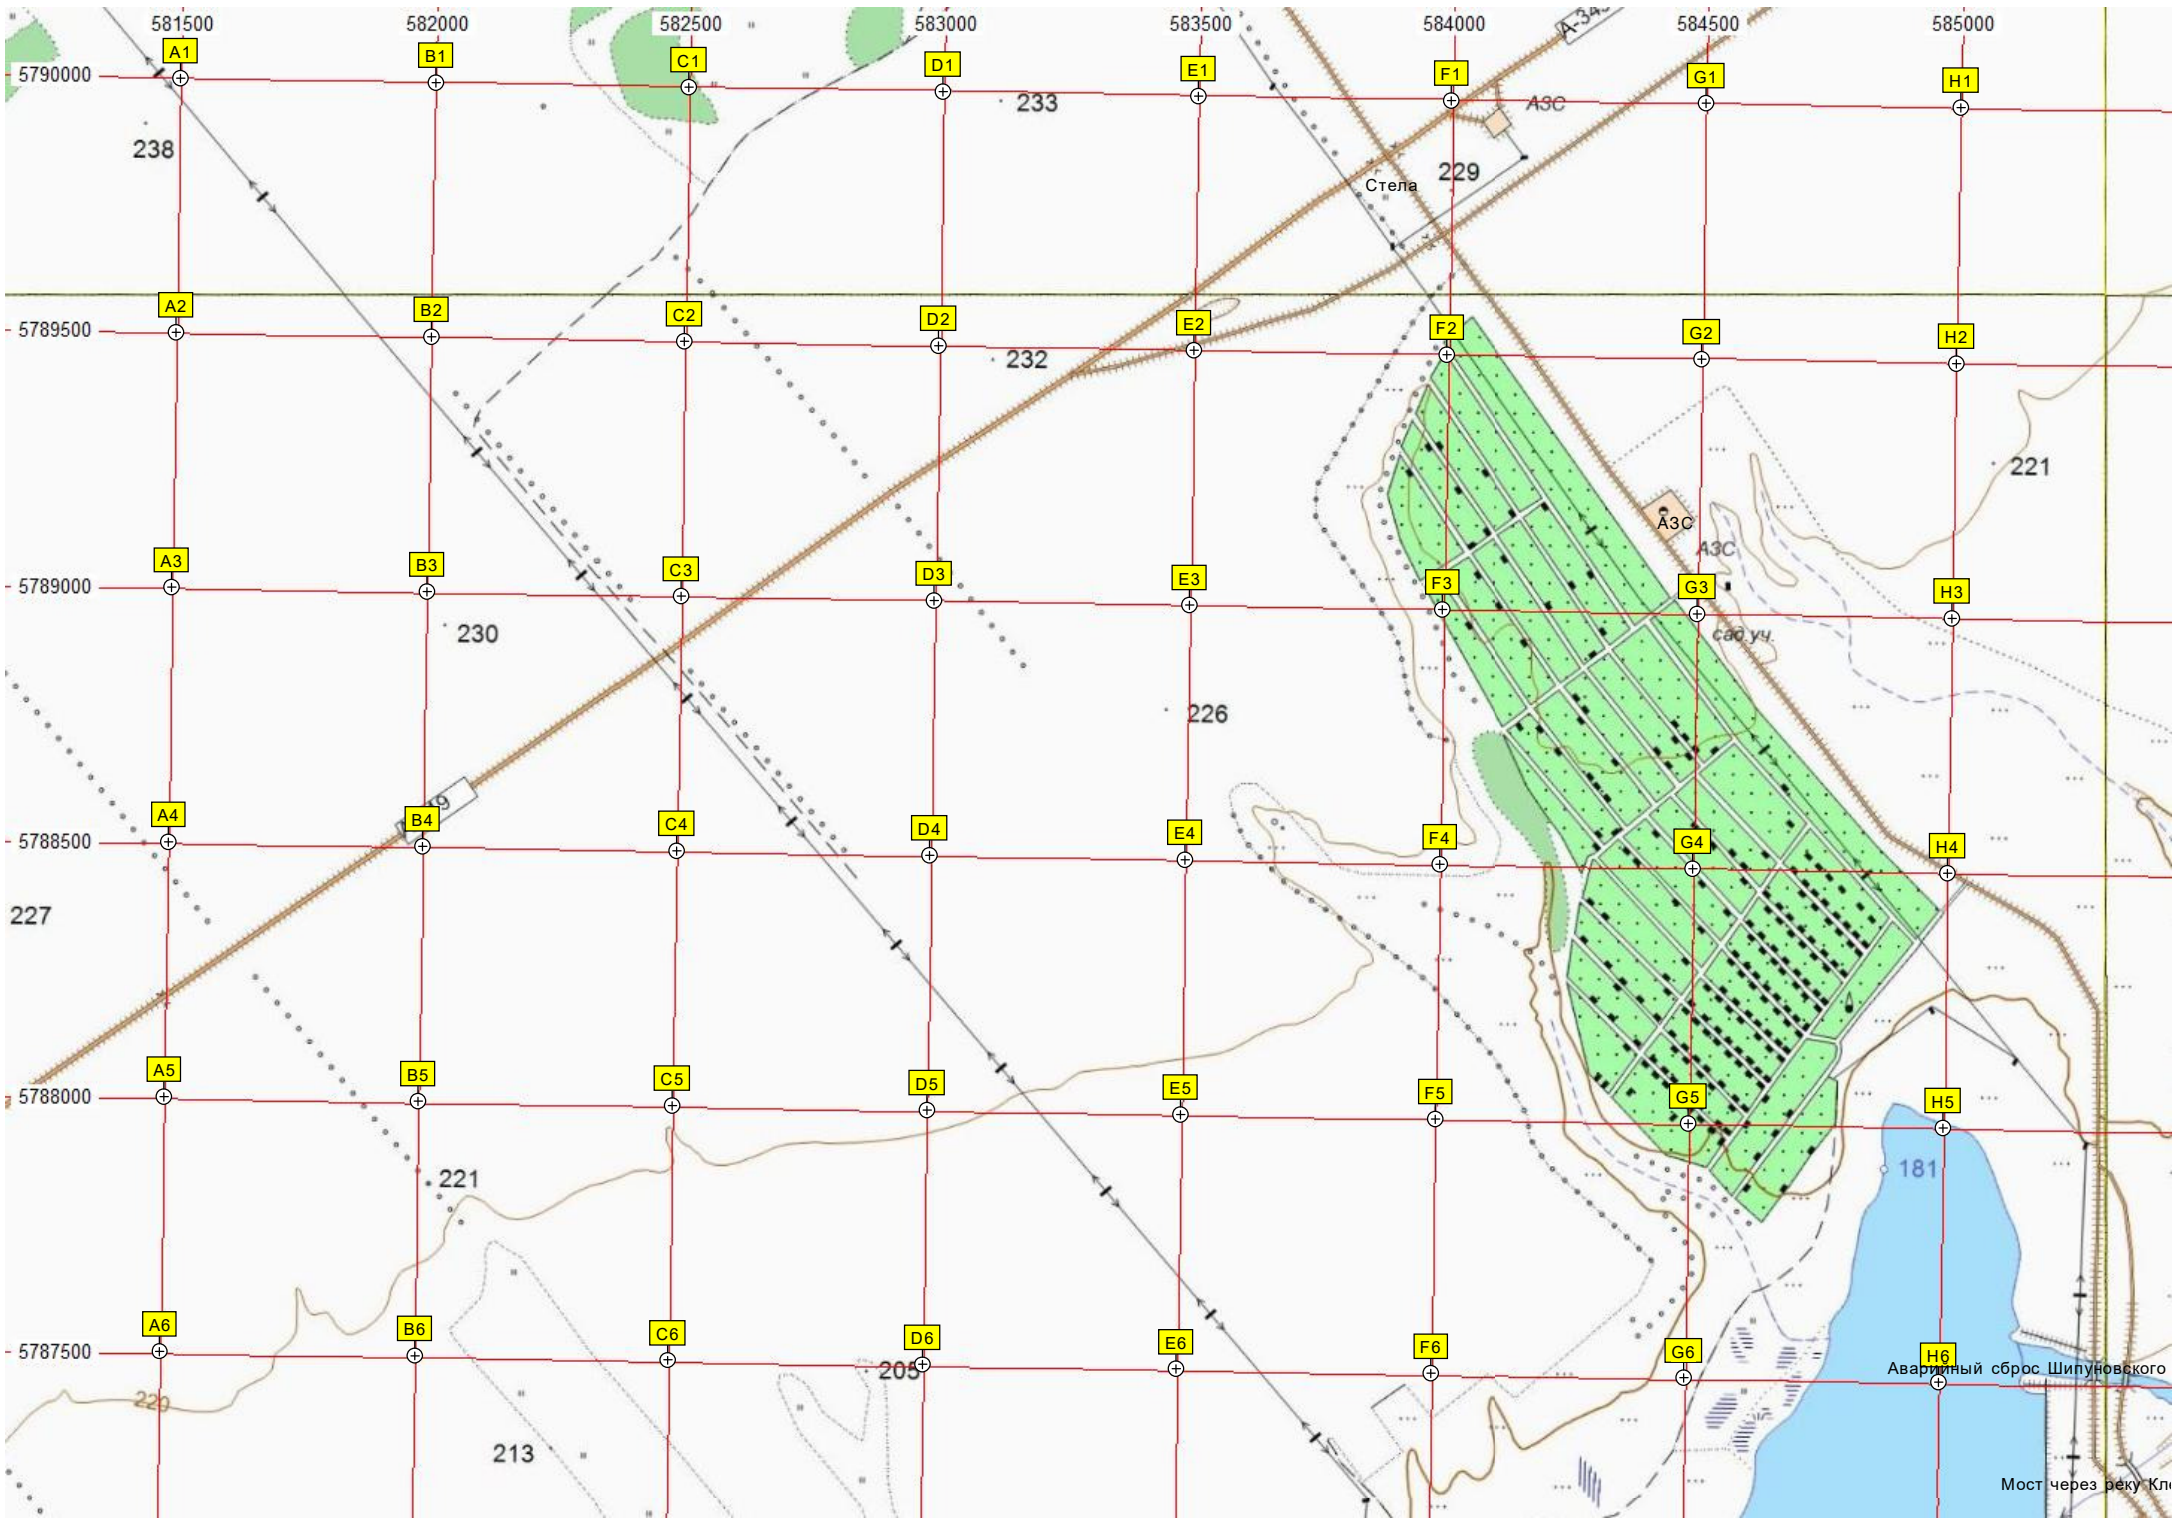 581500 582000 582500 583000 583500 584000 584500 585000
А-349
5790000 A1 B1 C1 D1 E1 F1 G1 H1
233 АЗС
238
229
Стела
5789500 A2 B2 C2 D2 E2 F2 G2 H2
232
221
АЗС
АЗС
5789000 A3 B3 C3 D3 E3 F3 G3 H3
230 сад.уч.
226
5788500 A4 B4 C4 D4 E4 F4 G4 H4
227
5788000 A5 B5 C5 D5 E5 F5 G5 H5
221 181
5787500 A6 B6 C6 D6 E6 F6 G6 H6
205 Аварийный сброс Шипуновского
220
213
Мост через реку